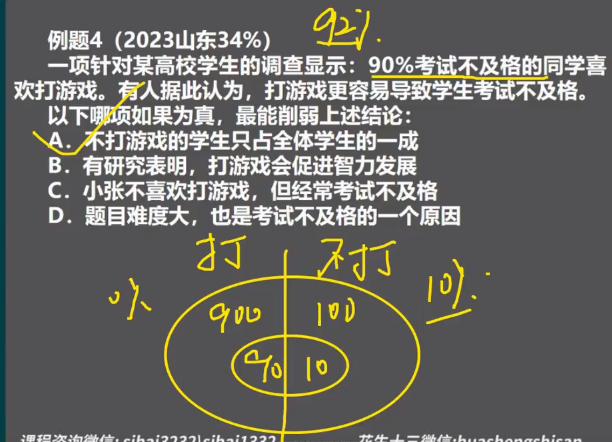 92%
例题4（2023山东34%）
一项针对某高校学生的调查显示：90%考试不及格的同学喜
欢打游戏。有人据此认为，打游戏更容易导致学生考试不及格。
以下哪项如果为真，最能削弱上述结论：
A．不打游戏的学生只占全体学生的一成
B．有研究表明，打游戏会促进智力发展
C．小张不喜欢打游戏，但经常考试不及格
D．题目难度大，也是考试不及格的一个原因
打 不打
10%
900 100
90 10
课程咨询微信: sihai3232\sihai1332 花生十三微信:huashengshisan